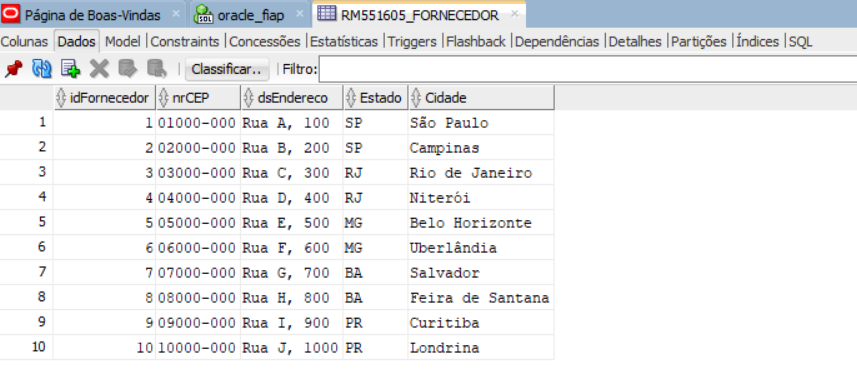 Página de Boas-Vindas oracle_fiap RM551605_FORNECEDOR
Colunas Dados Model Constraints Concessões Estatísticas Triggers Flashback Dependências Detalhes Partições Índices SQL
Classificar.. Filtro:
idFornecedor nrCEP dsEndereco Estado Cidade
1 1 01000-000 Rua A, 100 SP São Paulo
2 2 02000-000 Rua B, 200 SP Campinas
3 3 03000-000 Rua C, 300 RJ Rio de Janeiro
4 4 04000-000 Rua D, 400 RJ Niterói
5 5 05000-000 Rua E, 500 MG Belo Horizonte
6 6 06000-000 Rua F, 600 MG Uberlândia
7 7 07000-000 Rua G, 700 BA Salvador
8 8 08000-000 Rua H, 800 BA Feira de Santana
9 9 09000-000 Rua I, 900 PR Curitiba
10 10 10000-000 Rua J, 1000 PR Londrina